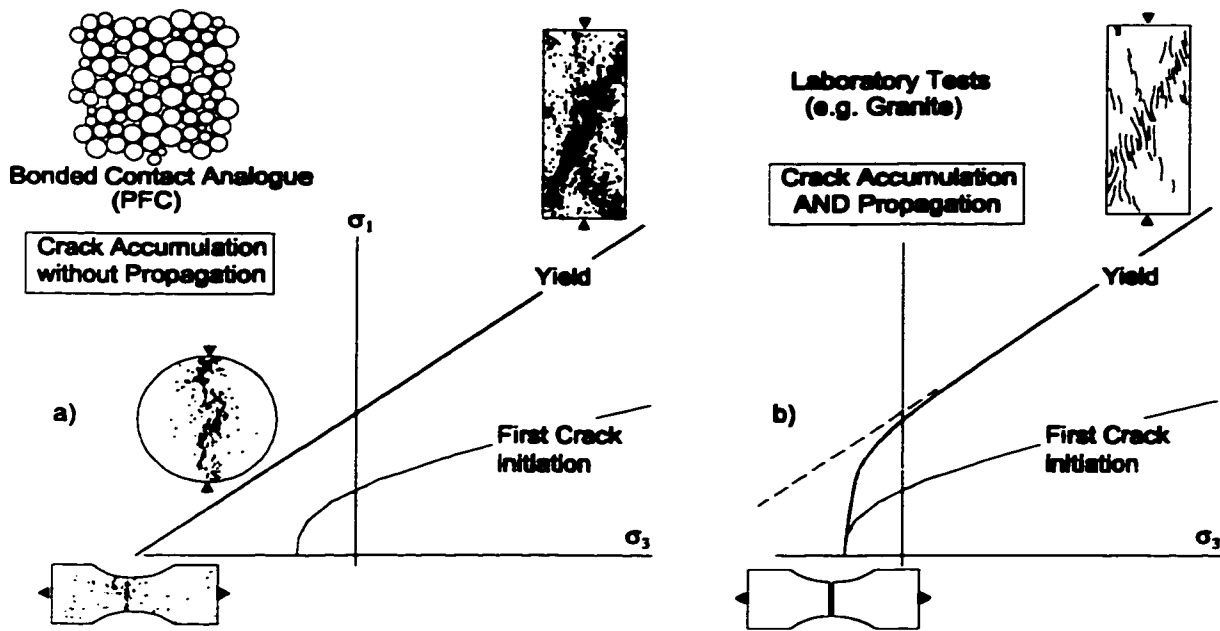 Bonded Contact Analogue
(PFC)
Crack Accumulation
without Propagation
σ₁
Yield
a)
First Crack
Initiation
σ₃
Laboratory Tests
(e.g. Granite)
Crack Accumulation
AND Propagation
Yield
b)
First Crack
Initiation
σ₃